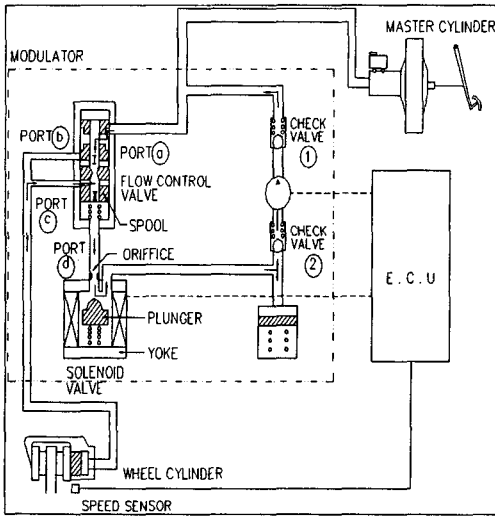 MASTER CYLINDER
MODULATOR
PORT ⓑ
PORT ⓐ
CHECK
VALVE
①
FLOW CONTROL
VALVE
PORT
ⓒ
SPOOL
PORT
ⓓ
ORIFFICE
CHECK
VALVE
②
E.C.U
PLUNGER
YOKE
SOLENOID
VALVE
WHEEL CYLINDER
SPEED SENSOR